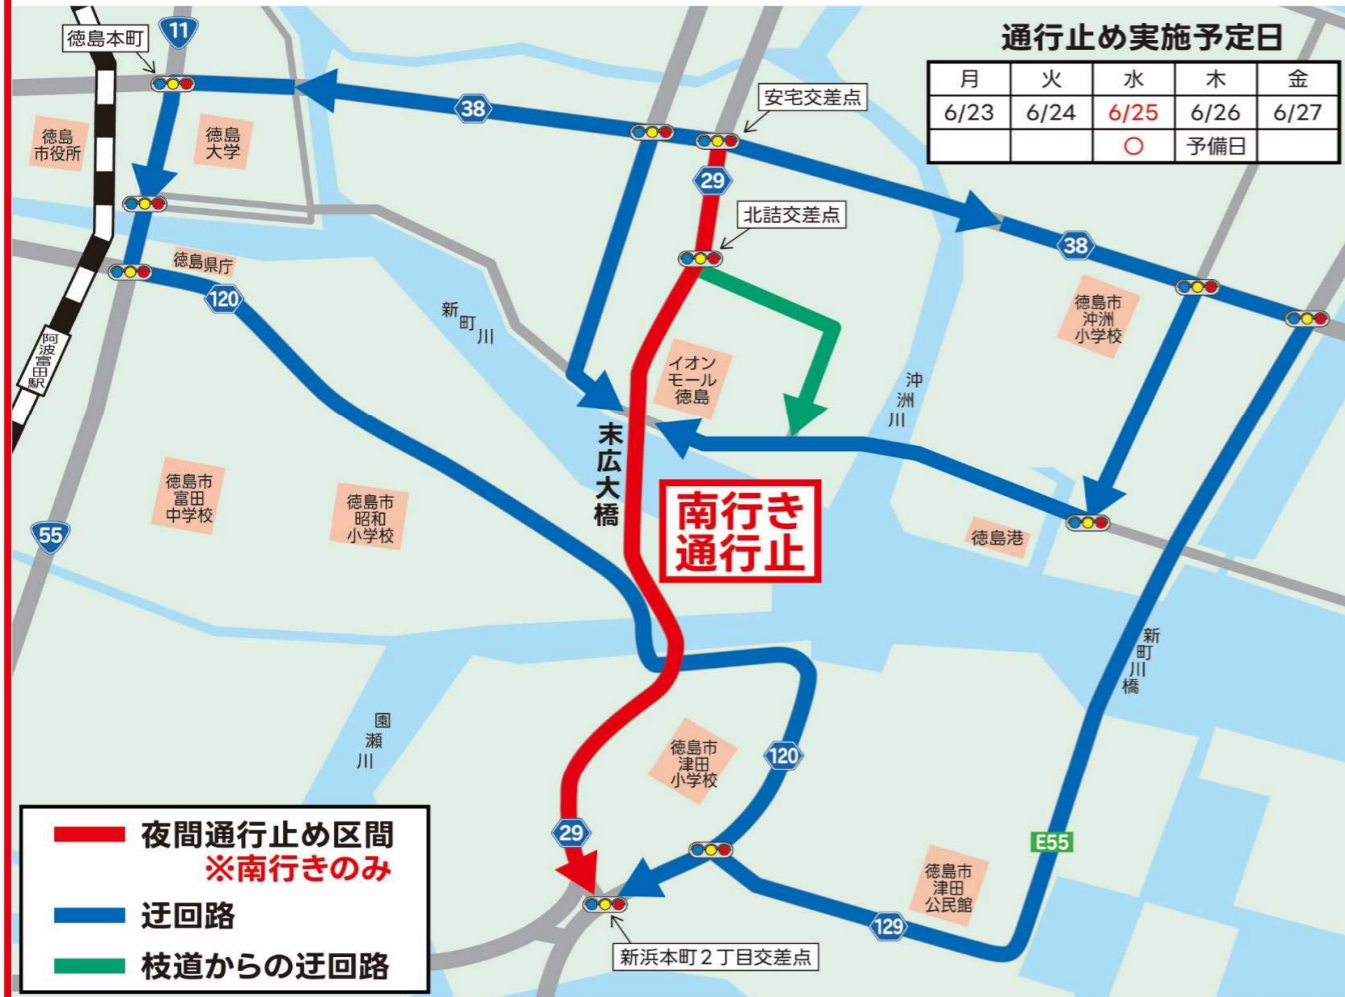 徳島本町
11
通行止め実施予定日
月 火 水 木 金
6/23 6/24 6/25 6/26 6/27
○ 予備日
38
安宅交差点
徳島
市役所
徳島
大学
29
北詰交差点
38
徳島県庁
120
新町川
徳島市
沖洲
小学校
阿波富田駅
イオン
モール
徳島
沖洲川
末広大橋
徳島市
富田
中学校
徳島市
昭和
小学校
南行き
通行止
55
徳島港
新町川橋
園瀬川
徳島市
津田
小学校
120
夜間通行止め区間
※南行きのみ
迂回路
枝道からの迂回路
29
E55
徳島市
津田
公民館
129
新浜本町2丁目交差点